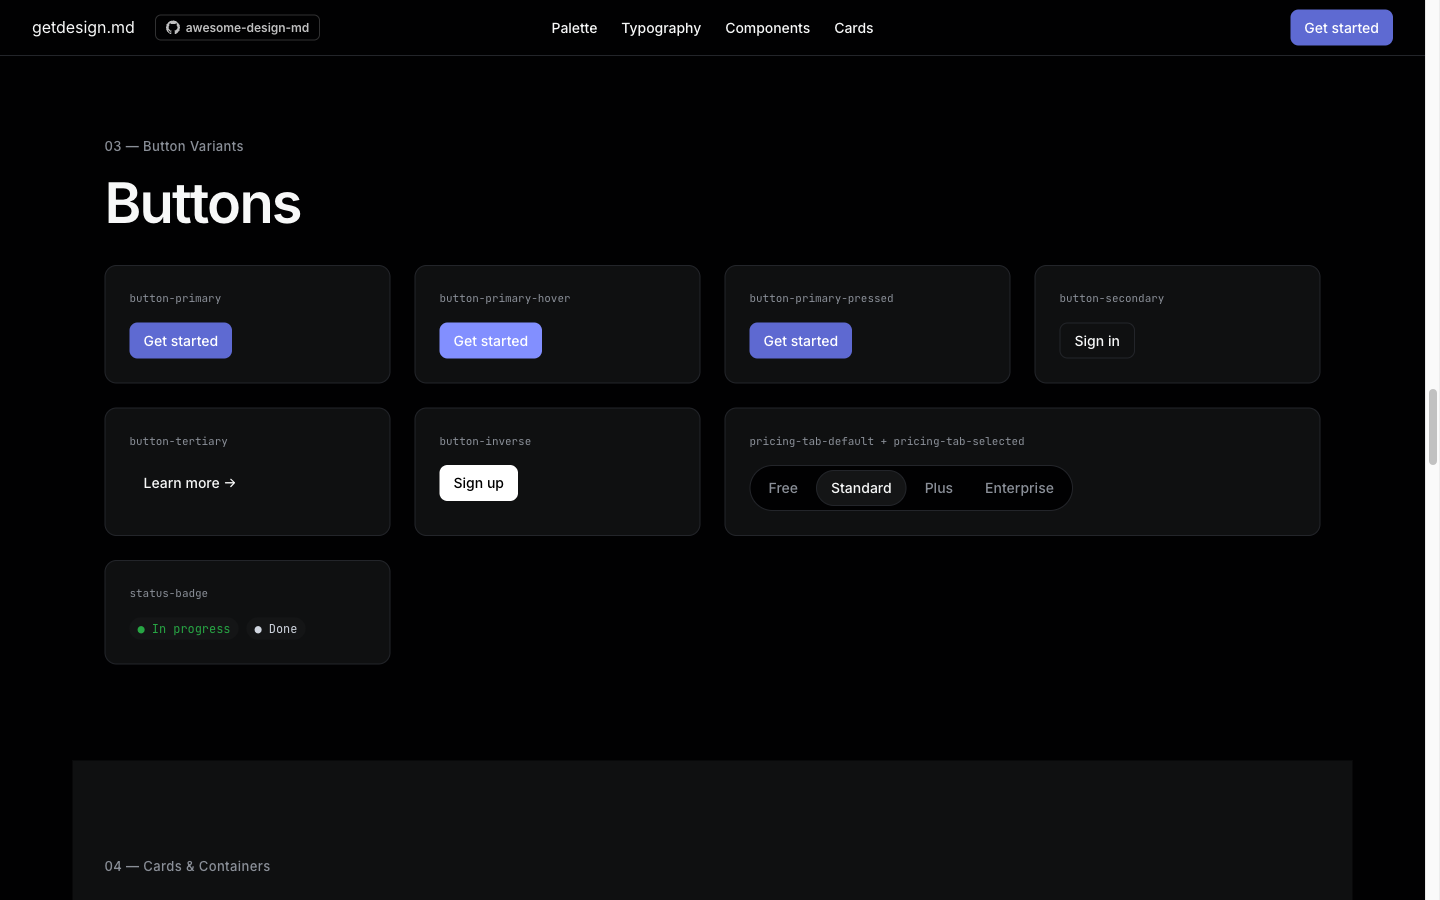 getdesign.md awesome-design-md Palette Typography Components Cards Get started
03 — Button Variants
Buttons
button-primary
Get started
button-primary-hover
Get started
button-primary-pressed
Get started
button-secondary
Sign in
button-tertiary
Learn more →
button-inverse
Sign up
pricing-tab-default + pricing-tab-selected
Free Standard Plus Enterprise
status-badge
● In progress ● Done
04 — Cards & Containers